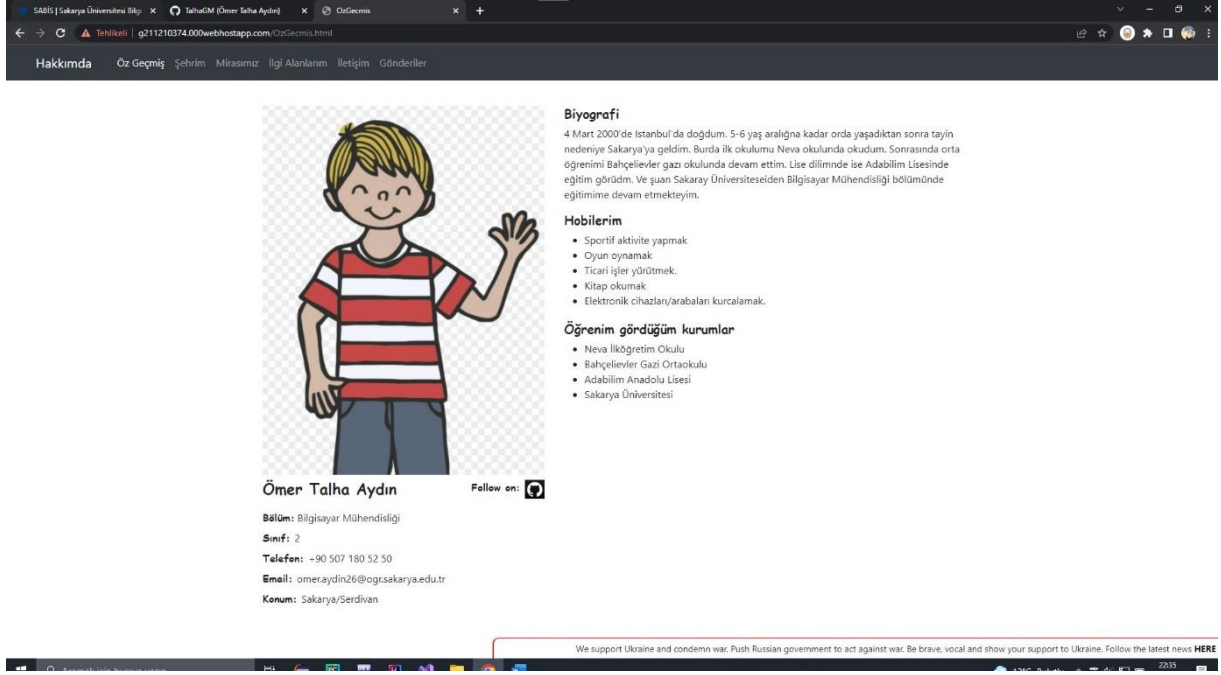 SABİS | Sakarya Üniversitesi Bilgi
TalhaGM (Ömer Talha Aydın)
OzGecmis
Tehlikeli | g211210374.000webhostapp.com/OzGecmis.html
Hakkımda Öz Geçmiş Şehrim Mirasımız İlgi Alanlarım İletişim Gönderiler
Ömer Talha Aydın
Follow on:
Bölüm: Bilgisayar Mühendisliği
Sınıf: 2
Telefon: +90 507 180 52 50
Email: omer.aydin26@ogr.sakarya.edu.tr
Konum: Sakarya/Serdivan
Biyografi
4 Mart 2000'de Istanbul'da doğdum. 5-6 yaş aralığna kadar orda yaşadıktan sonra tayin
nedeniye Sakarya'ya geldim. Burda ilk okulumu Neva okulunda okudum. Sonrasında orta
öğrenimi Bahçelievler gazı okulunda devam ettim. Lise dilimnde ise Adabilim Lisesinde
eğitim görüdm. Ve şuan Sakaray Üniversiteseiden Bilgisayar Mühendisliği bölümünde
eğitimime devam etmekteyim.
Hobilerim
Sportif aktivite yapmak
Oyun oynamak
Ticari işler yürütmek.
Kitap okumak
Elektronik cihazları/arabaları kurcalamak.
Öğrenim gördüğüm kurumlar
Neva İlköğretim Okulu
Bahçelievler Gazi Ortaokulu
Adabilim Anadolu Lisesi
Sakarya Üniversitesi
We support Ukraine and condemn war. Push Russian government to act against war. Be brave, vocal and show your support to Ukraine. Follow the latest news HERE
22:35